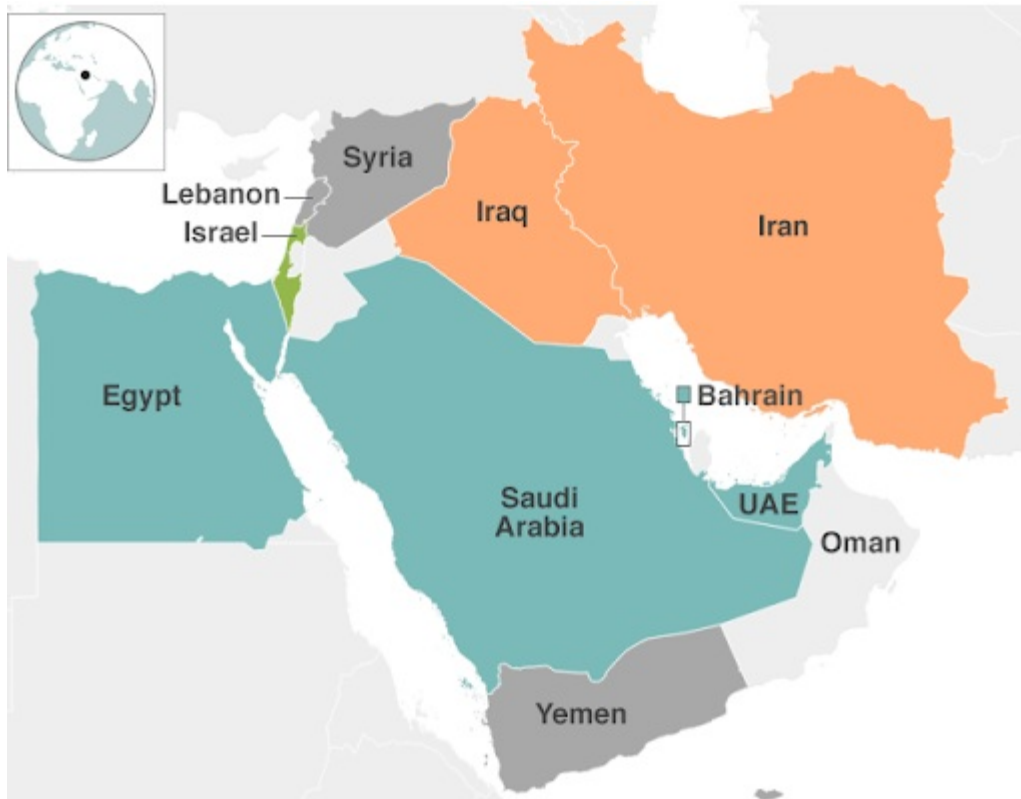 Syria
Lebanon
Israel
Iraq
Iran
Egypt
Bahrain
Saudi
Arabia
UAE
Oman
Yemen